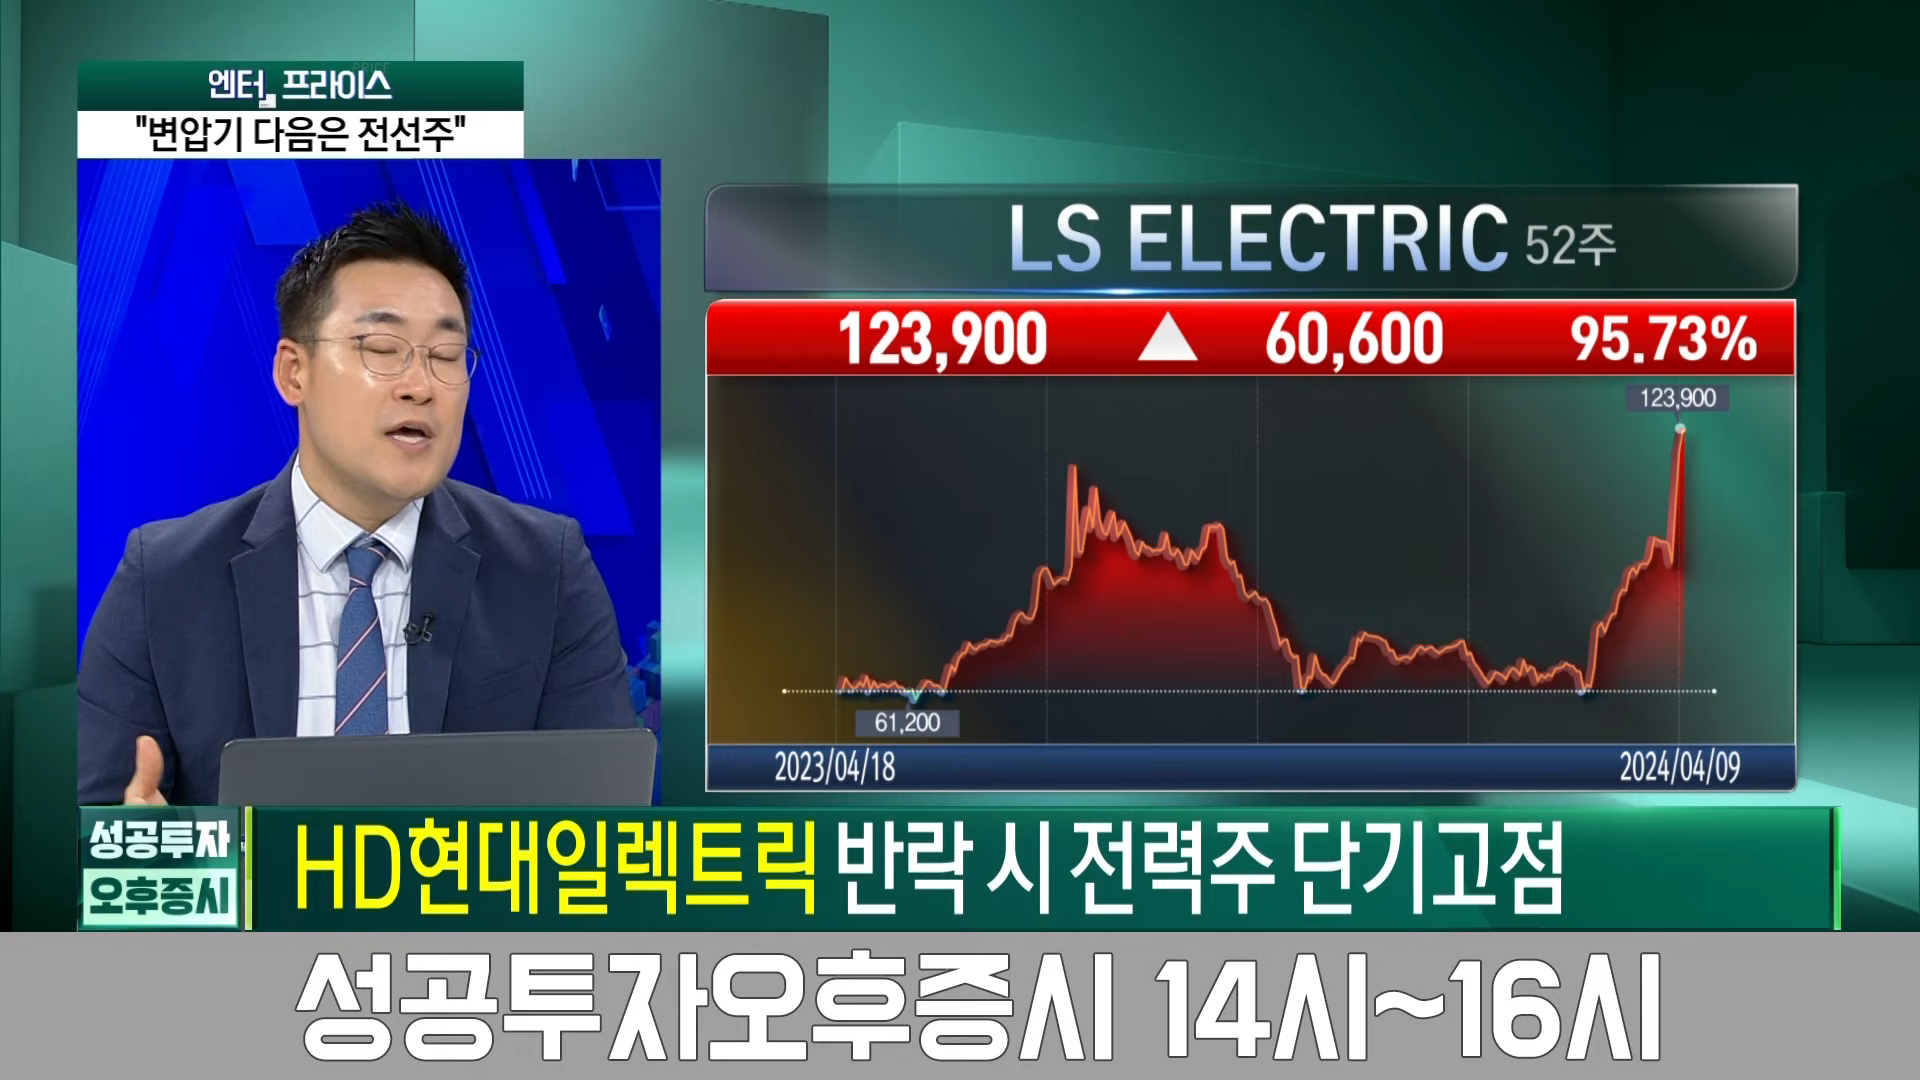 PRICE
엔터 프라이스
"변압기 다음은 전선주"
LS ELECTRIC 52주
123,900 ▲ 60,600 95.73%
123,900
61,200
2023/04/18 2024/04/09
성공투자
오후증시
HD현대일렉트릭 반락 시 전력주 단기고점
성공투자오후증시 14시~16시